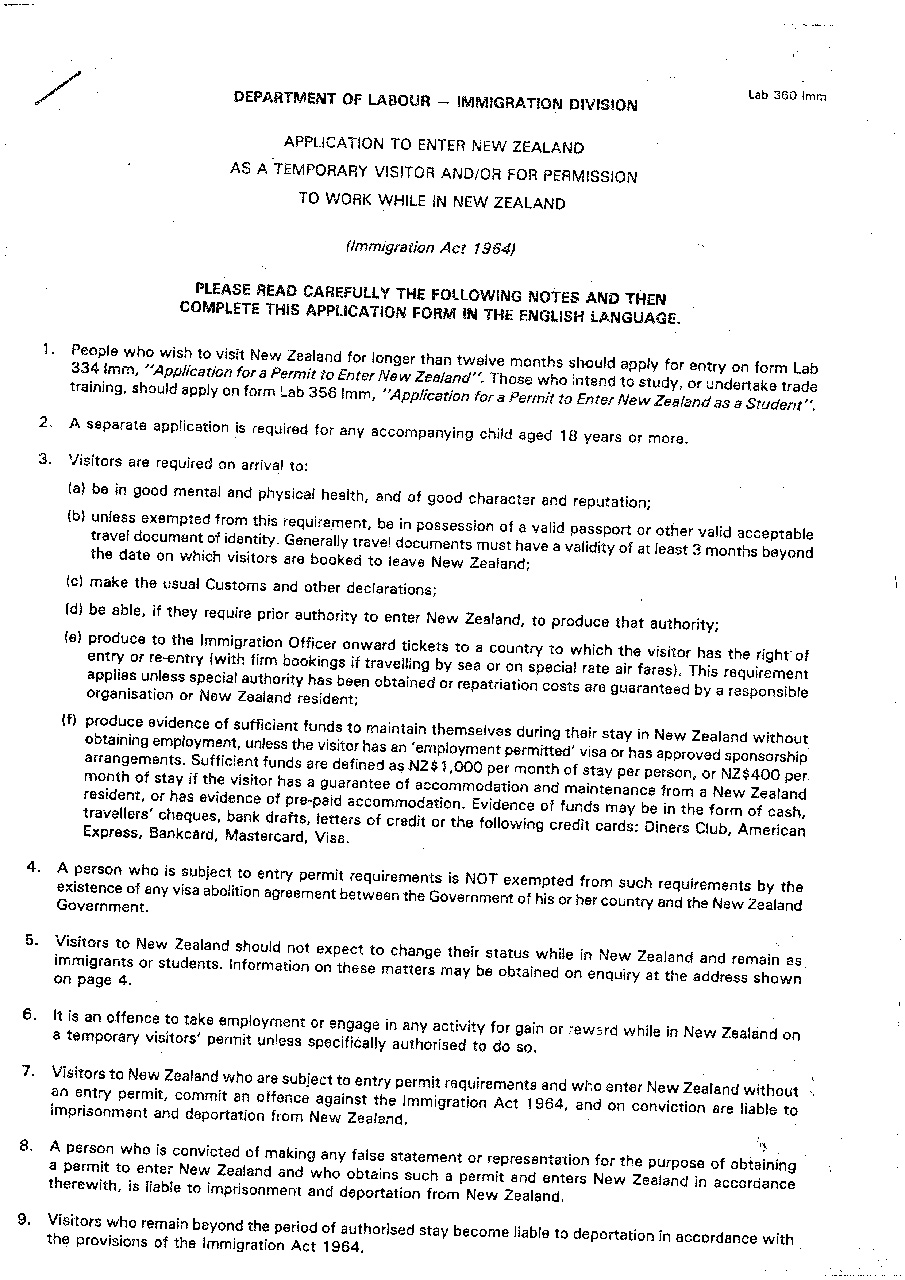 Lab 360 Imm
DEPARTMENT OF LABOUR – IMMIGRATION DIVISION
APPLICATION TO ENTER NEW ZEALAND
AS A TEMPORARY VISITOR AND/OR FOR PERMISSION
TO WORK WHILE IN NEW ZEALAND
(Immigration Act 1964)
PLEASE READ CAREFULLY THE FOLLOWING NOTES AND THEN
COMPLETE THIS APPLICATION FORM IN THE ENGLISH LANGUAGE.
1. People who wish to visit New Zealand for longer than twelve months should apply for entry on form Lab
334 Imm, "Application for a Permit to Enter New Zealand". Those who intend to study, or undertake trade
training, should apply on form Lab 356 Imm, "Application for a Permit to Enter New Zealand as a Student".
2. A separate application is required for any accompanying child aged 18 years or more.
3. Visitors are required on arrival to:
(a) be in good mental and physical health, and of good character and reputation;
(b) unless exempted from this requirement, be in possession of a valid passport or other valid acceptable
travel document of identity. Generally travel documents must have a validity of at least 3 months beyond
the date on which visitors are booked to leave New Zealand;
(c) make the usual Customs and other declarations;
(d) be able, if they require prior authority to enter New Zealand, to produce that authority;
(e) produce to the Immigration Officer onward tickets to a country to which the visitor has the right of
entry or re-entry (with firm bookings if travelling by sea or on special rate air fares). This requirement
applies unless special authority has been obtained or repatriation costs are guaranteed by a responsible
organisation or New Zealand resident;
(f) produce evidence of sufficient funds to maintain themselves during their stay in New Zealand without
obtaining employment, unless the visitor has an 'employment permitted' visa or has approved sponsorship
arrangements. Sufficient funds are defined as NZ$1,000 per month of stay per person, or NZ$400 per
month of stay if the visitor has a guarantee of accommodation and maintenance from a New Zealand
resident, or has evidence of pre-paid accommodation. Evidence of funds may be in the form of cash,
travellers' cheques, bank drafts, letters of credit or the following credit cards: Diners Club, American
Express, Bankcard, Mastercard, Visa.
4. A person who is subject to entry permit requirements is NOT exempted from such requirements by the
existence of any visa abolition agreement between the Government of his or her country and the New Zealand
Government.
5. Visitors to New Zealand should not expect to change their status while in New Zealand and remain as
immigrants or students. Information on these matters may be obtained on enquiry at the address shown
on page 4.
6. It is an offence to take employment or engage in any activity for gain or reward while in New Zealand on
a temporary visitors' permit unless specifically authorised to do so.
7. Visitors to New Zealand who are subject to entry permit requirements and who enter New Zealand without
an entry permit, commit an offence against the Immigration Act 1964, and on conviction are liable to
imprisonment and deportation from New Zealand.
8. A person who is convicted of making any false statement or representation for the purpose of obtaining
a permit to enter New Zealand and who obtains such a permit and enters New Zealand in accordance
therewith, is liable to imprisonment and deportation from New Zealand.
9. Visitors who remain beyond the period of authorised stay become liable to deportation in accordance with
the provisions of the Immigration Act 1964.